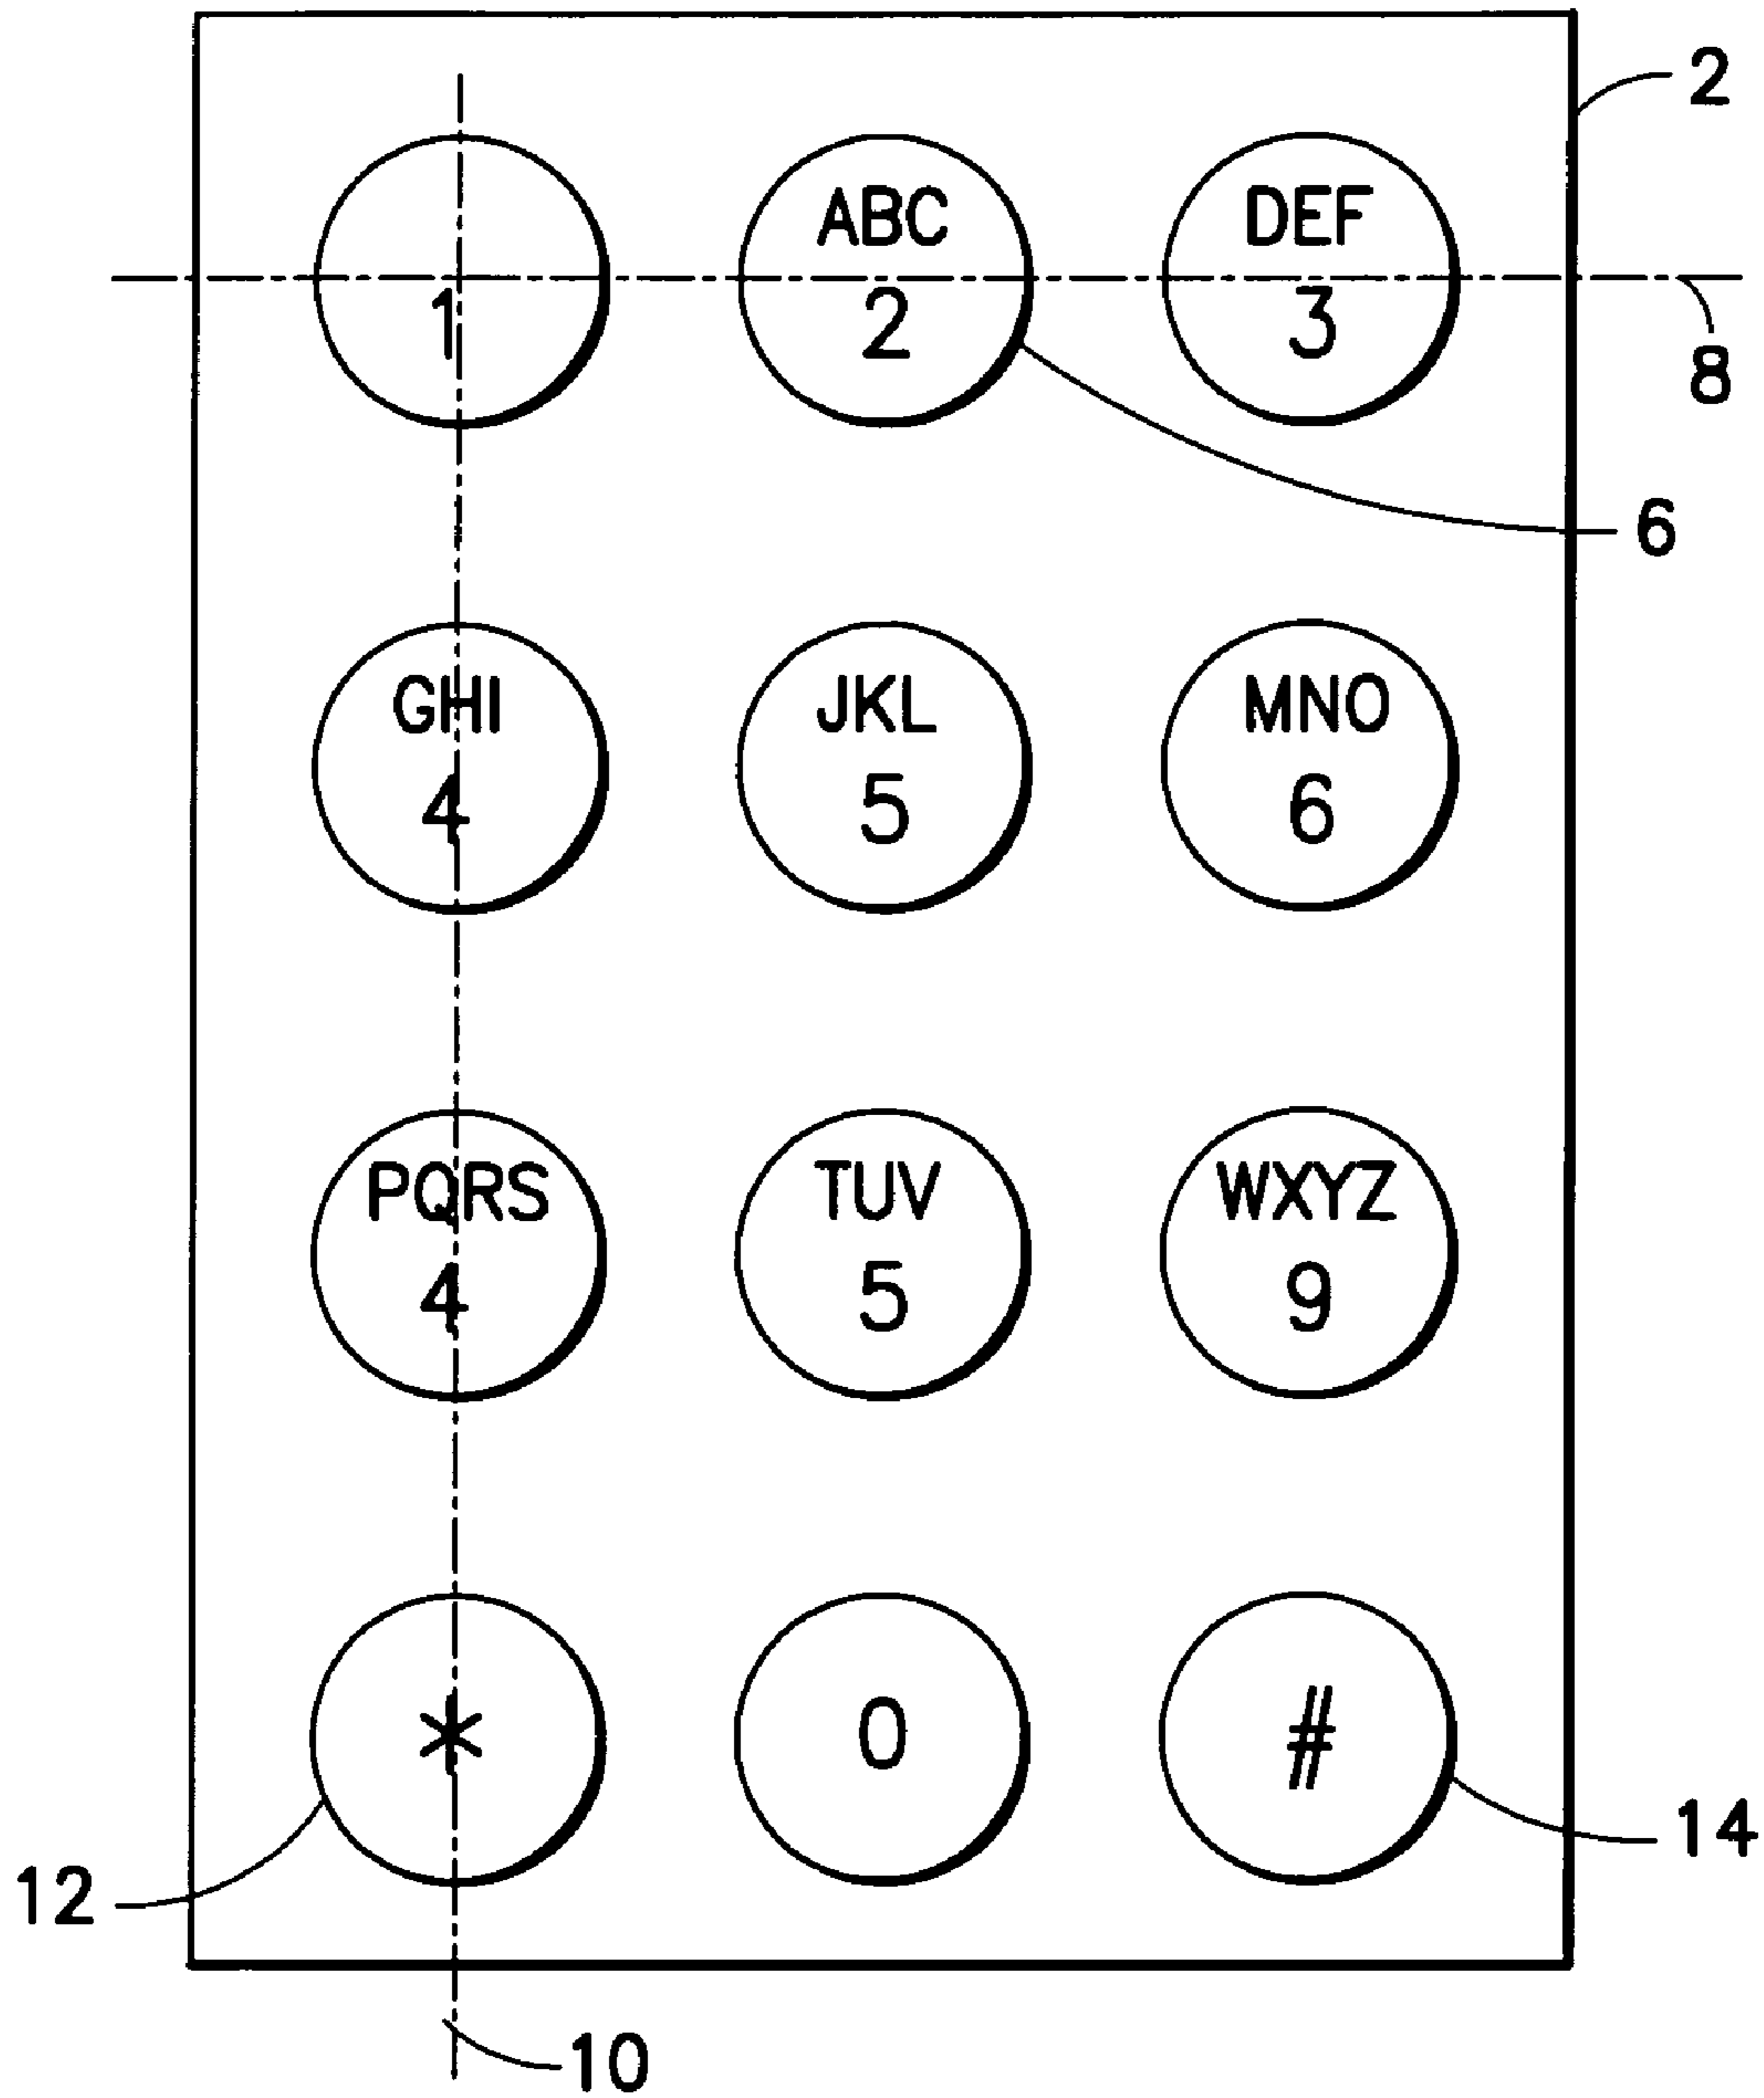 2
ABC DEF
1 2 3
8
6
GHI JKL MNO
4 5 6
PQRS TUV WXYZ
4 5 9
* 0 #
14
12
10